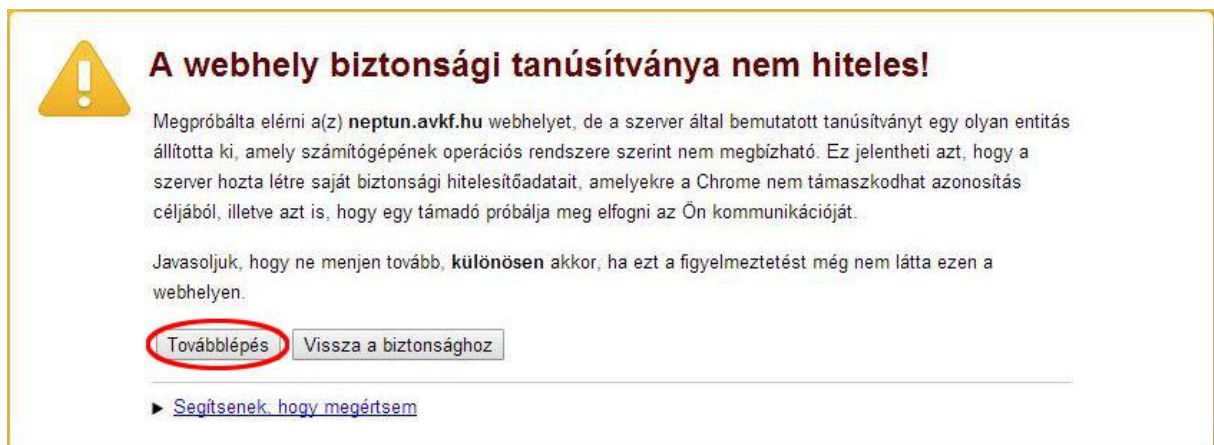 A webhely biztonsági tanúsítványa nem hiteles!
Megpróbálta elérni a(z) neptun.avkf.hu webhelyet, de a szerver által bemutatott tanúsítványt egy olyan entitás
állította ki, amely számítógépének operációs rendszere szerint nem megbízható. Ez jelentheti azt, hogy a
szerver hozta létre saját biztonsági hitelesítőadatait, amelyekre a Chrome nem támaszkodhat azonosítás
céljából, illetve azt is, hogy egy támadó próbálja meg elfogni az Ön kommunikációját.
Javasoljuk, hogy ne menjen tovább, különösen akkor, ha ezt a figyelmeztetést még nem látta ezen a
webhelyen.
Továbblépés Vissza a biztonsághoz
Segítsenek, hogy megértsem